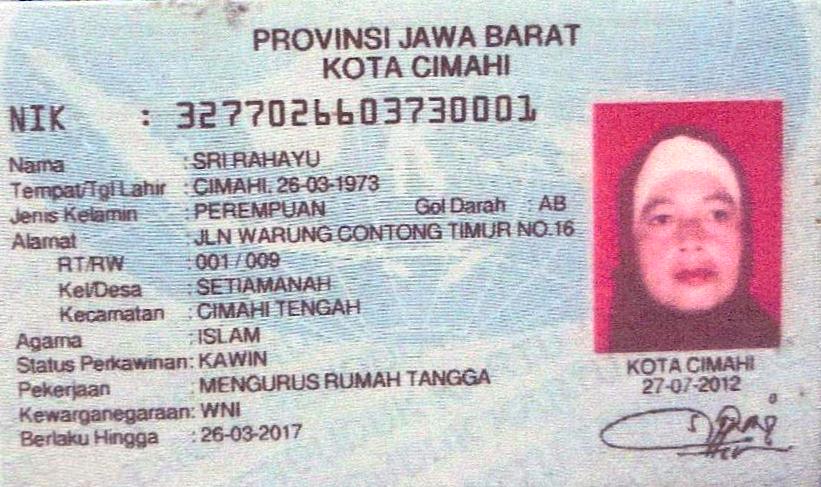 PROVINSI JAWA BARAT
KOTA CIMAHI
NIK : 3277026603730001
Nama : SRI RAHAYU
Tempat/Tgl Lahir : CIMAHI. 26-03-1973
Jenis Kelamin : PEREMPUAN Gol Darah : AB
Alamat : JLN WARUNG CONTONG TIMUR NO.16
RT/RW : 001 / 009
Kel/Desa : SETIAMANAH
Kecamatan : CIMAHI TENGAH
Agama : ISLAM
Status Perkawinan: KAWIN
Pekerjaan : MENGURUS RUMAH TANGGA
Kewarganegaraan: WNI
Berlaku Hingga : 26-03-2017
KOTA CIMAHI
27-07-2012